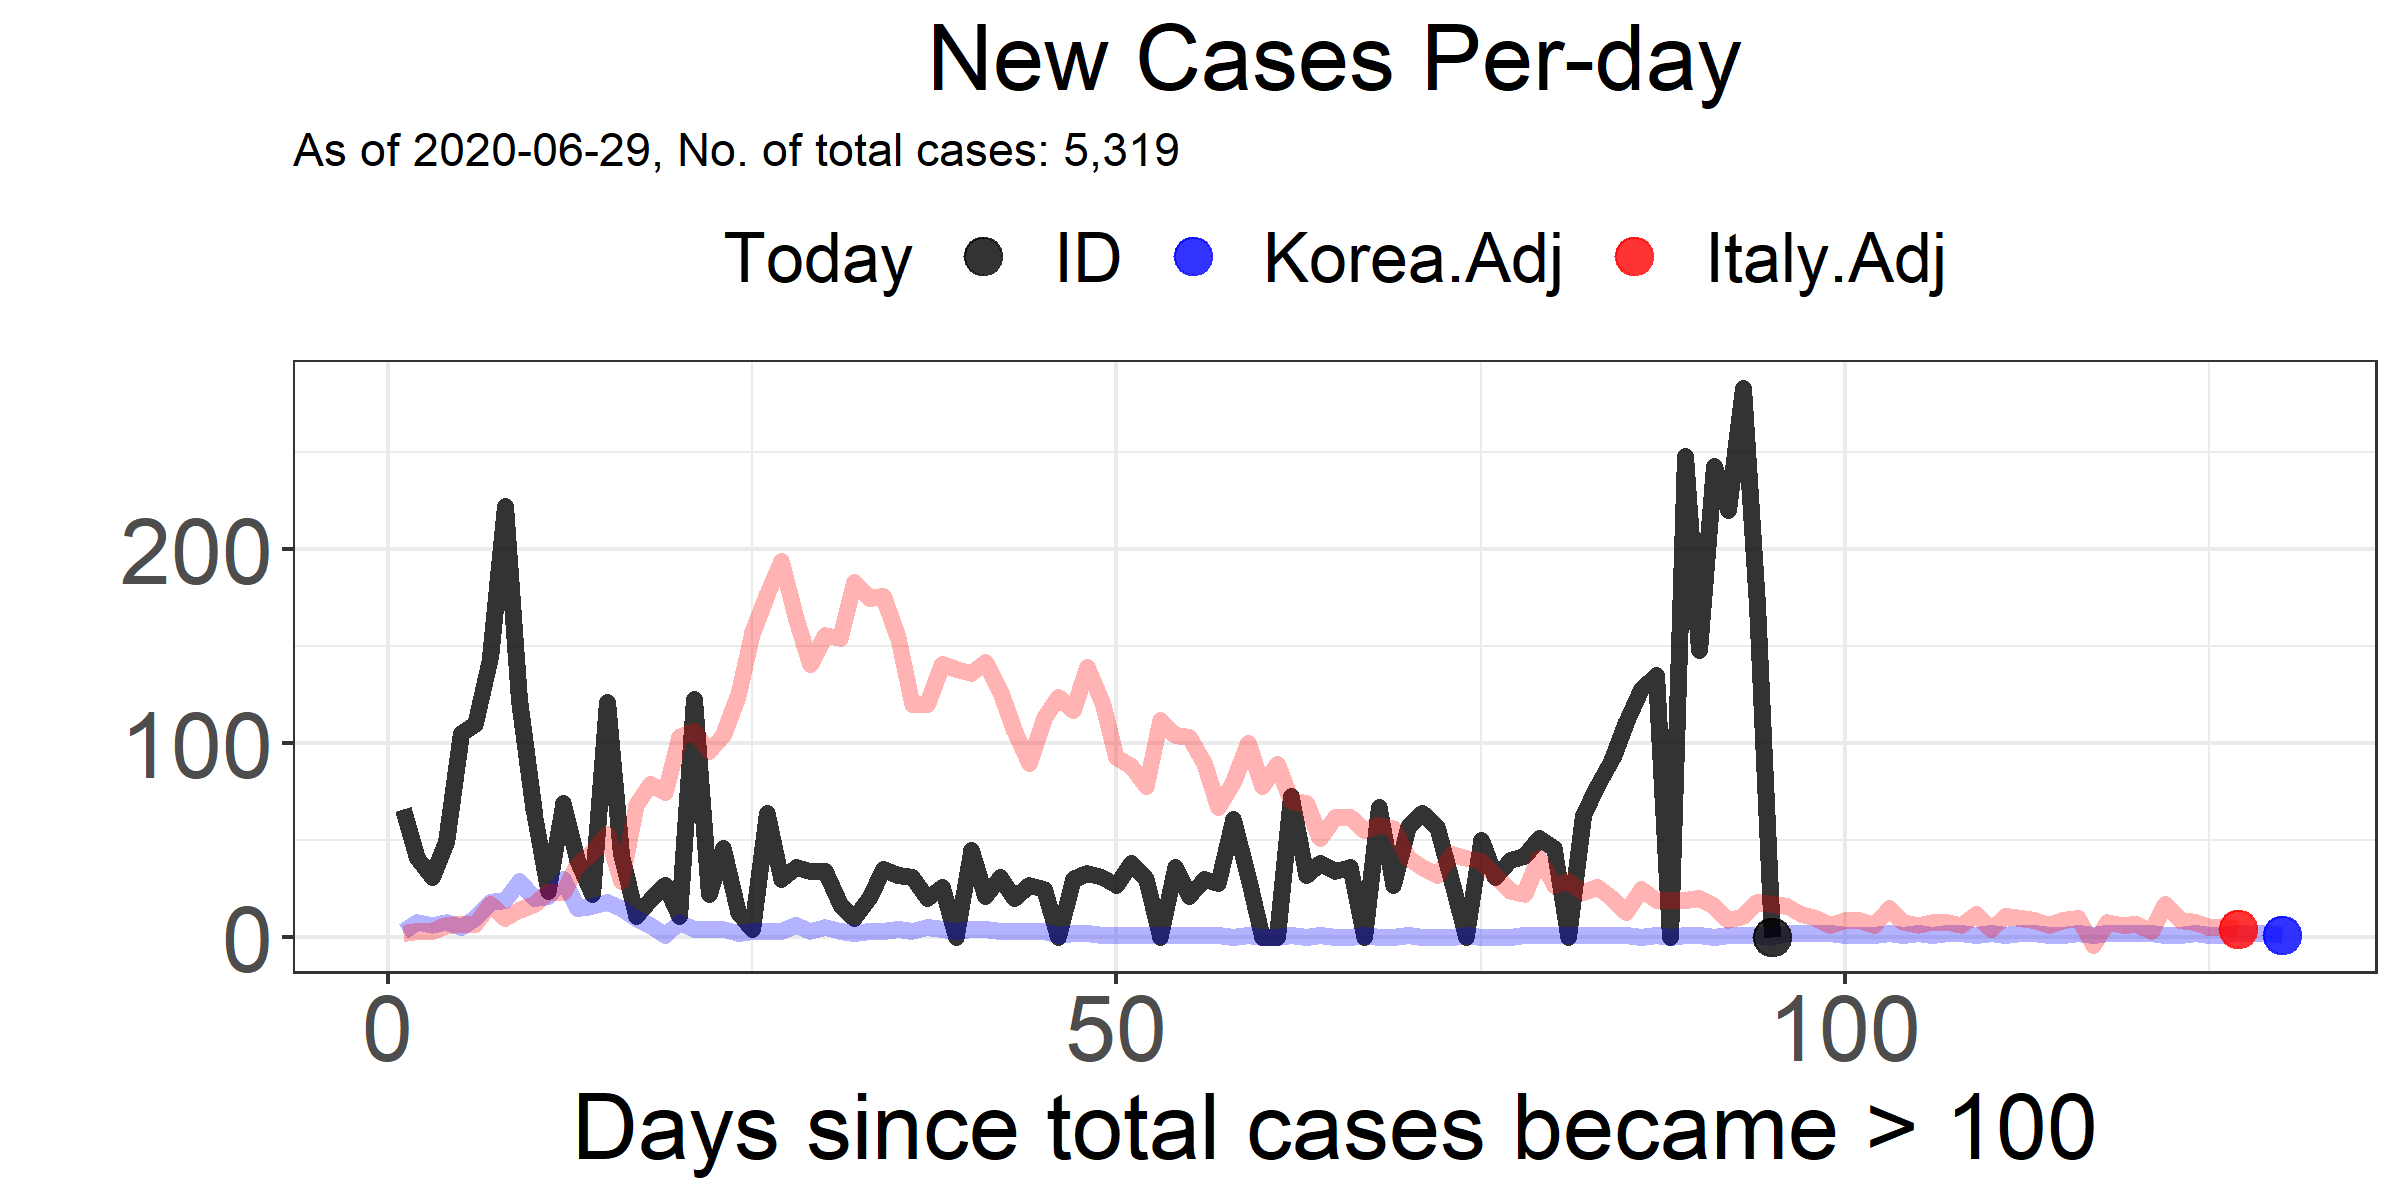 New Cases Per-day
As of 2020-06-29, No. of total cases: 5,319
Today ID Korea.Adj Italy.Adj
200
100
0
0 50 100
Days since total cases became > 100